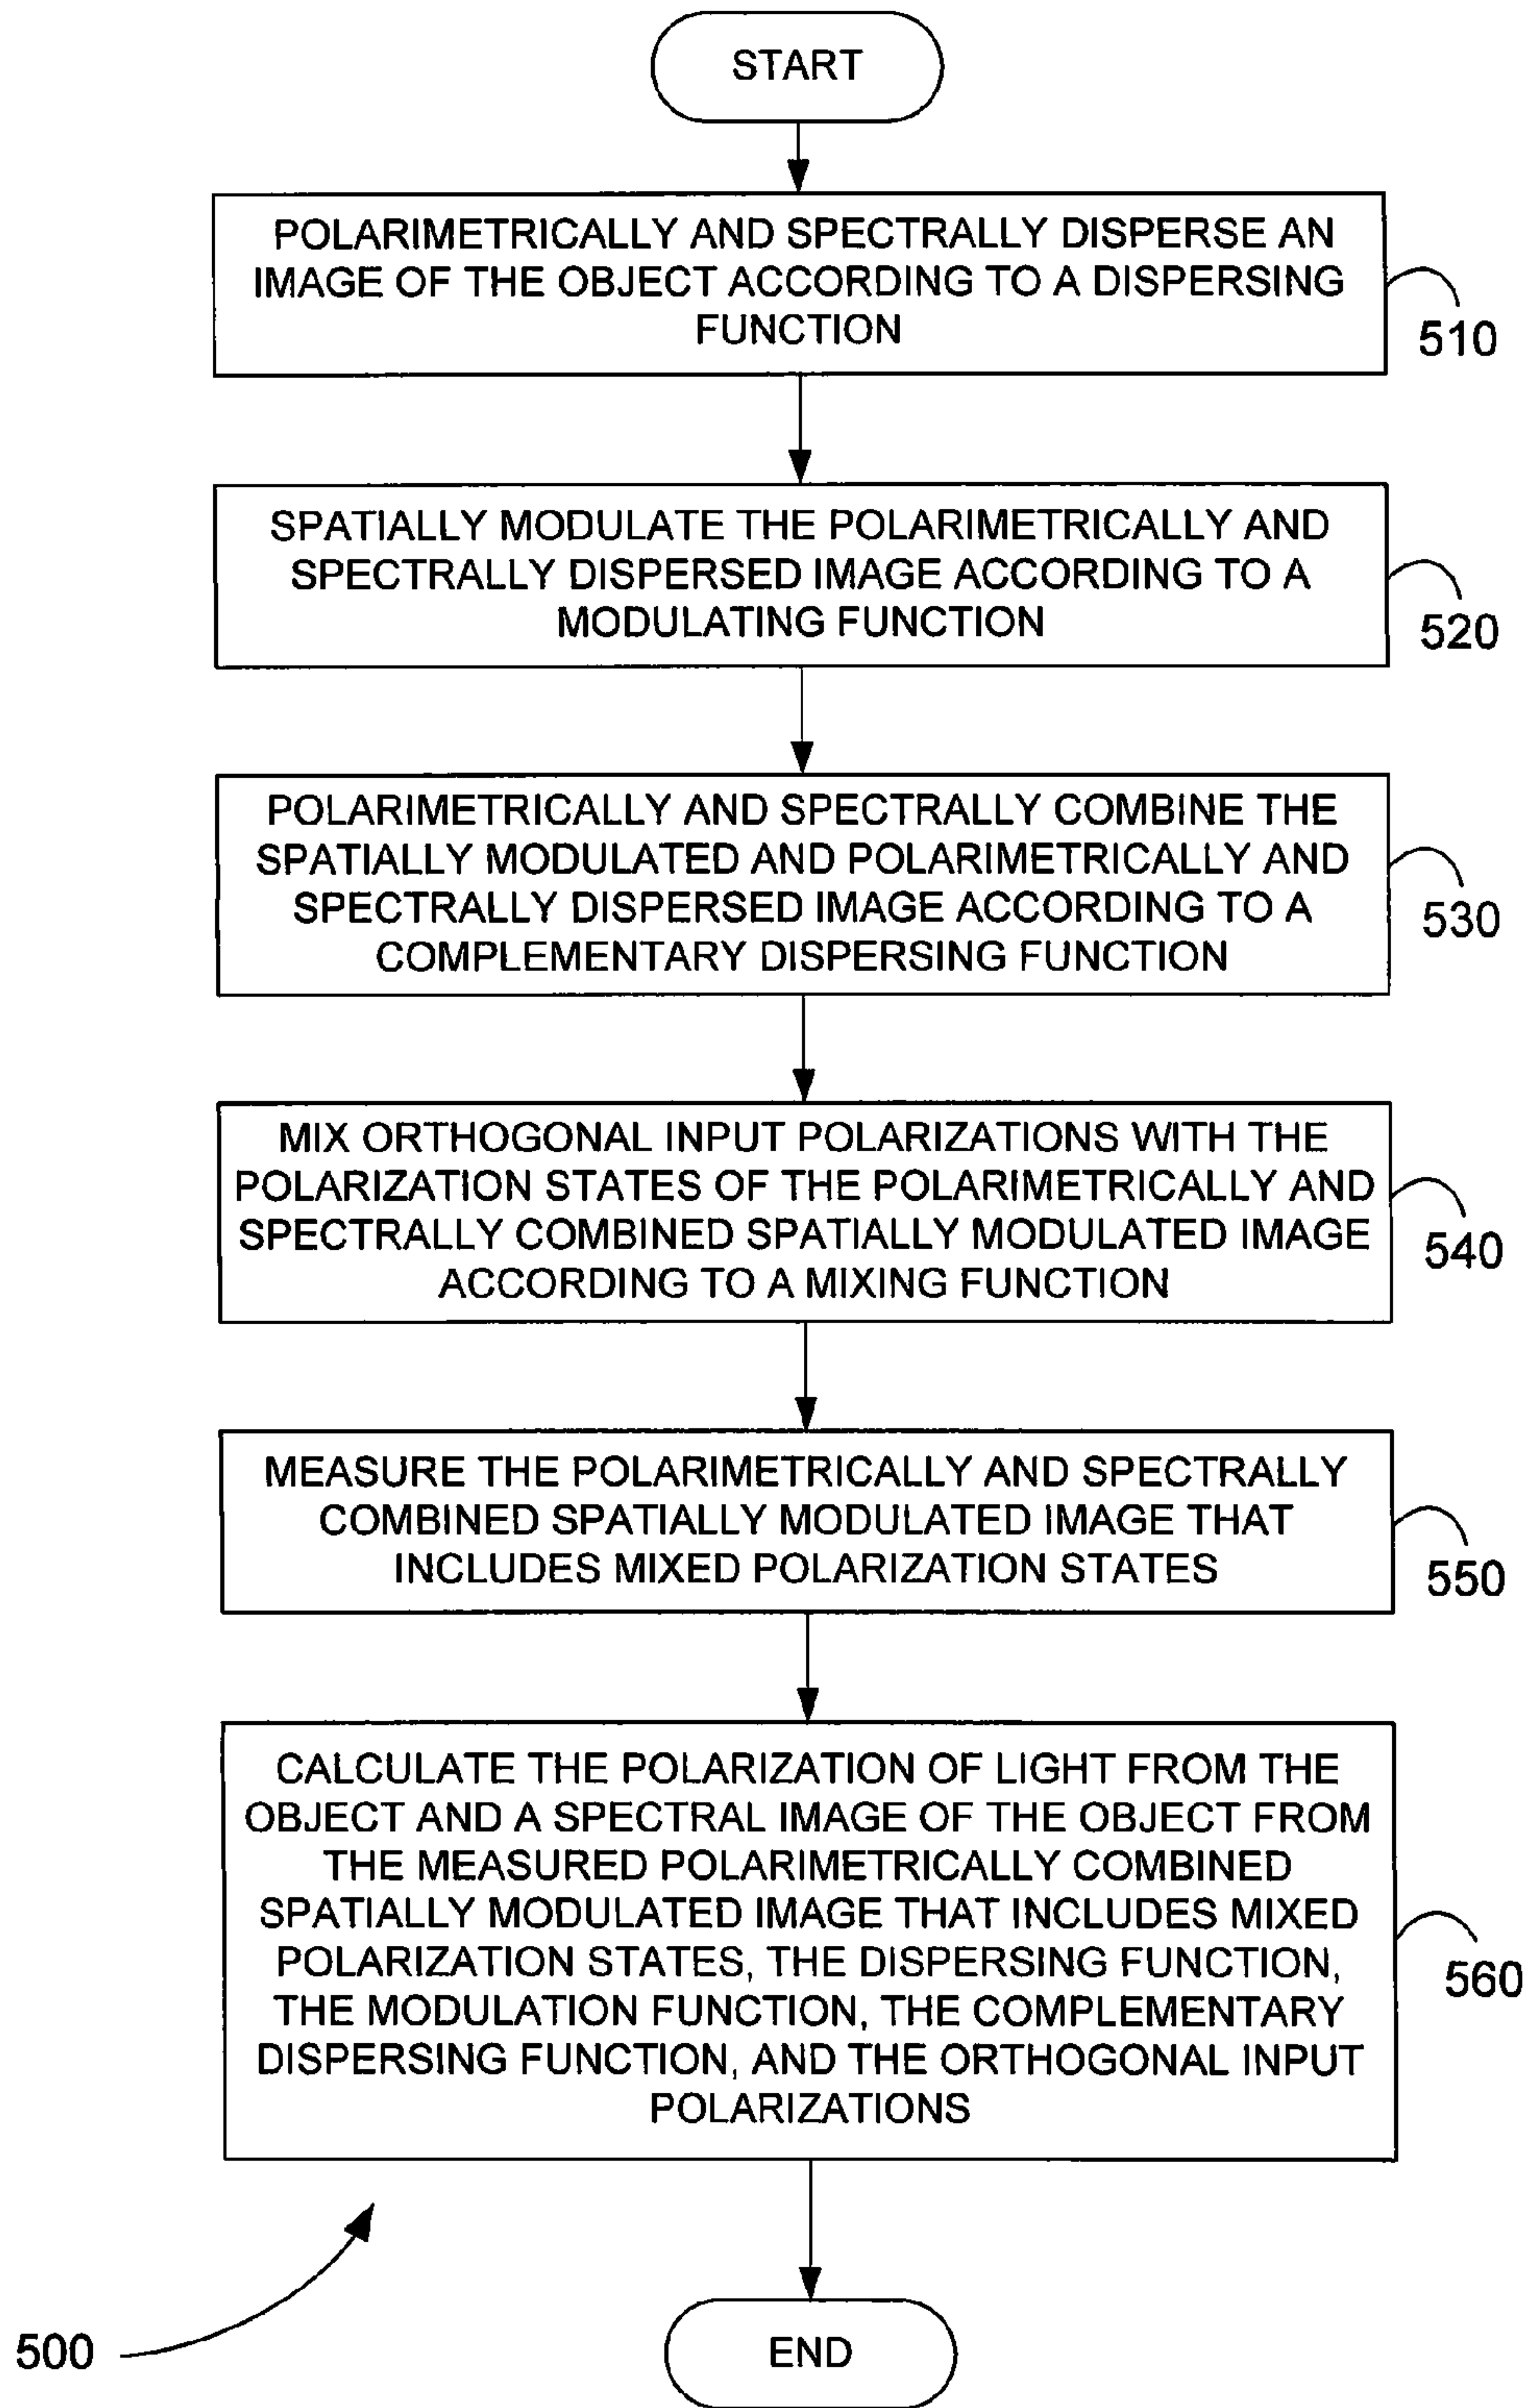 START
POLARIMETRICALLY AND SPECTRALLY DISPERSE AN
IMAGE OF THE OBJECT ACCORDING TO A DISPERSING
FUNCTION
510
SPATIALLY MODULATE THE POLARIMETRICALLY AND
SPECTRALLY DISPERSED IMAGE ACCORDING TO A
MODULATING FUNCTION
520
POLARIMETRICALLY AND SPECTRALLY COMBINE THE
SPATIALLY MODULATED AND POLARIMETRICALLY AND
SPECTRALLY DISPERSED IMAGE ACCORDING TO A
COMPLEMENTARY DISPERSING FUNCTION
530
MIX ORTHOGONAL INPUT POLARIZATIONS WITH THE
POLARIZATION STATES OF THE POLARIMETRICALLY AND
SPECTRALLY COMBINED SPATIALLY MODULATED IMAGE
ACCORDING TO A MIXING FUNCTION
540
MEASURE THE POLARIMETRICALLY AND SPECTRALLY
COMBINED SPATIALLY MODULATED IMAGE THAT
INCLUDES MIXED POLARIZATION STATES
550
CALCULATE THE POLARIZATION OF LIGHT FROM THE
OBJECT AND A SPECTRAL IMAGE OF THE OBJECT FROM
THE MEASURED POLARIMETRICALLY COMBINED
SPATIALLY MODULATED IMAGE THAT INCLUDES MIXED
POLARIZATION STATES, THE DISPERSING FUNCTION,
THE MODULATION FUNCTION, THE COMPLEMENTARY
DISPERSING FUNCTION, AND THE ORTHOGONAL INPUT
POLARIZATIONS
560
500
END